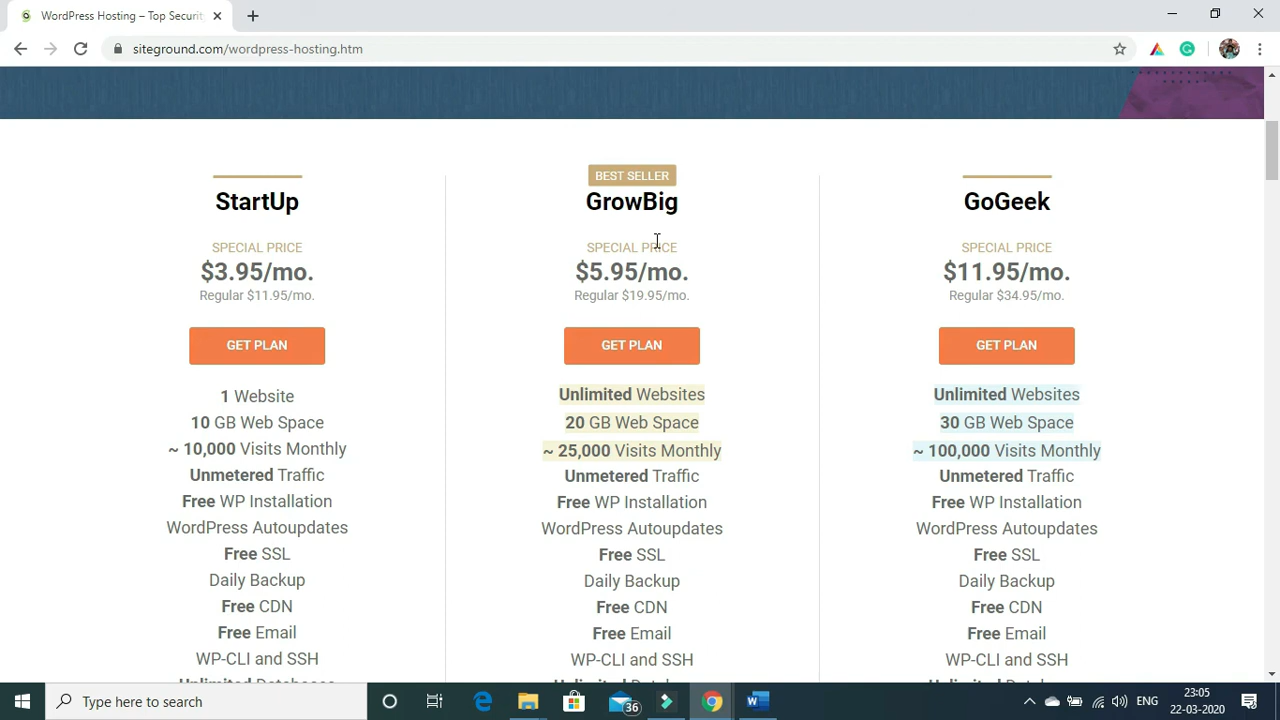 WordPress Hosting – Top Securit
siteground.com/wordpress-hosting.htm
StartUp
SPECIAL PRICE
$3.95/mo.
Regular $11.95/mo.
GET PLAN
1 Website
10 GB Web Space
~ 10,000 Visits Monthly
Unmetered Traffic
Free WP Installation
WordPress Autoupdates
Free SSL
Daily Backup
Free CDN
Free Email
WP-CLI and SSH
BEST SELLER
GrowBig
SPECIAL PRICE
$5.95/mo.
Regular $19.95/mo.
GET PLAN
Unlimited Websites
20 GB Web Space
~ 25,000 Visits Monthly
Unmetered Traffic
Free WP Installation
WordPress Autoupdates
Free SSL
Daily Backup
Free CDN
Free Email
WP-CLI and SSH
GoGeek
SPECIAL PRICE
$11.95/mo.
Regular $34.95/mo.
GET PLAN
Unlimited Websites
30 GB Web Space
~ 100,000 Visits Monthly
Unmetered Traffic
Free WP Installation
WordPress Autoupdates
Free SSL
Daily Backup
Free CDN
Free Email
WP-CLI and SSH
Type here to search
36
ENG
23:05
22-03-2020